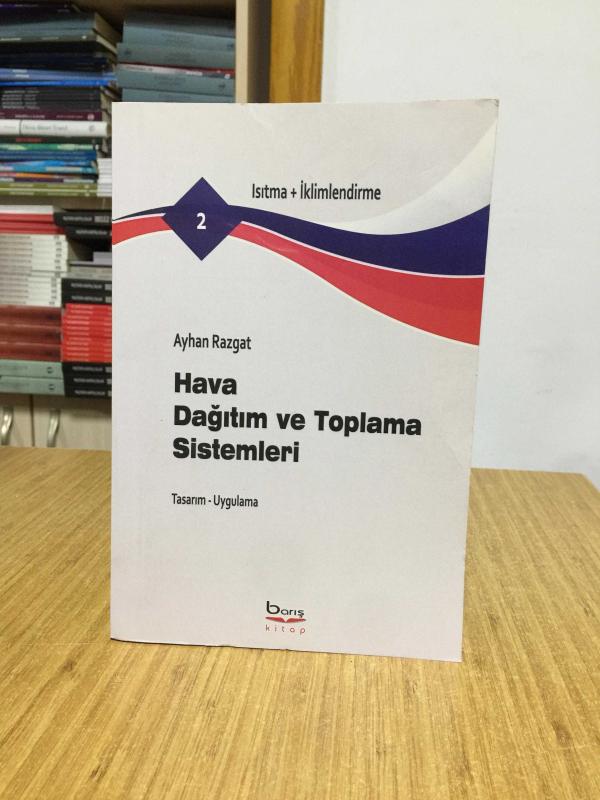 Isıtma + İklimlendirme
2
Ayhan Razgat
Hava
Dağıtım ve Toplama
Sistemleri
Tasarım - Uygulama
barış
kitap